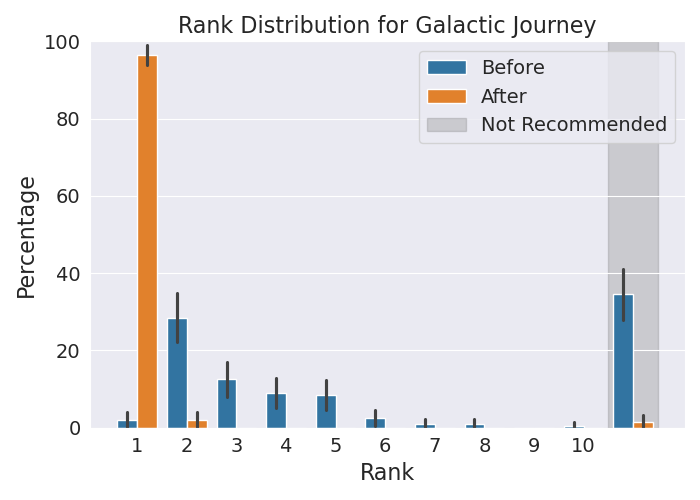 Rank Distribution for Galactic Journey
Before
After
Not Recommended
Percentage
100
80
60
40
20
0
1 2 3 4 5 6 7 8 9 10
Rank